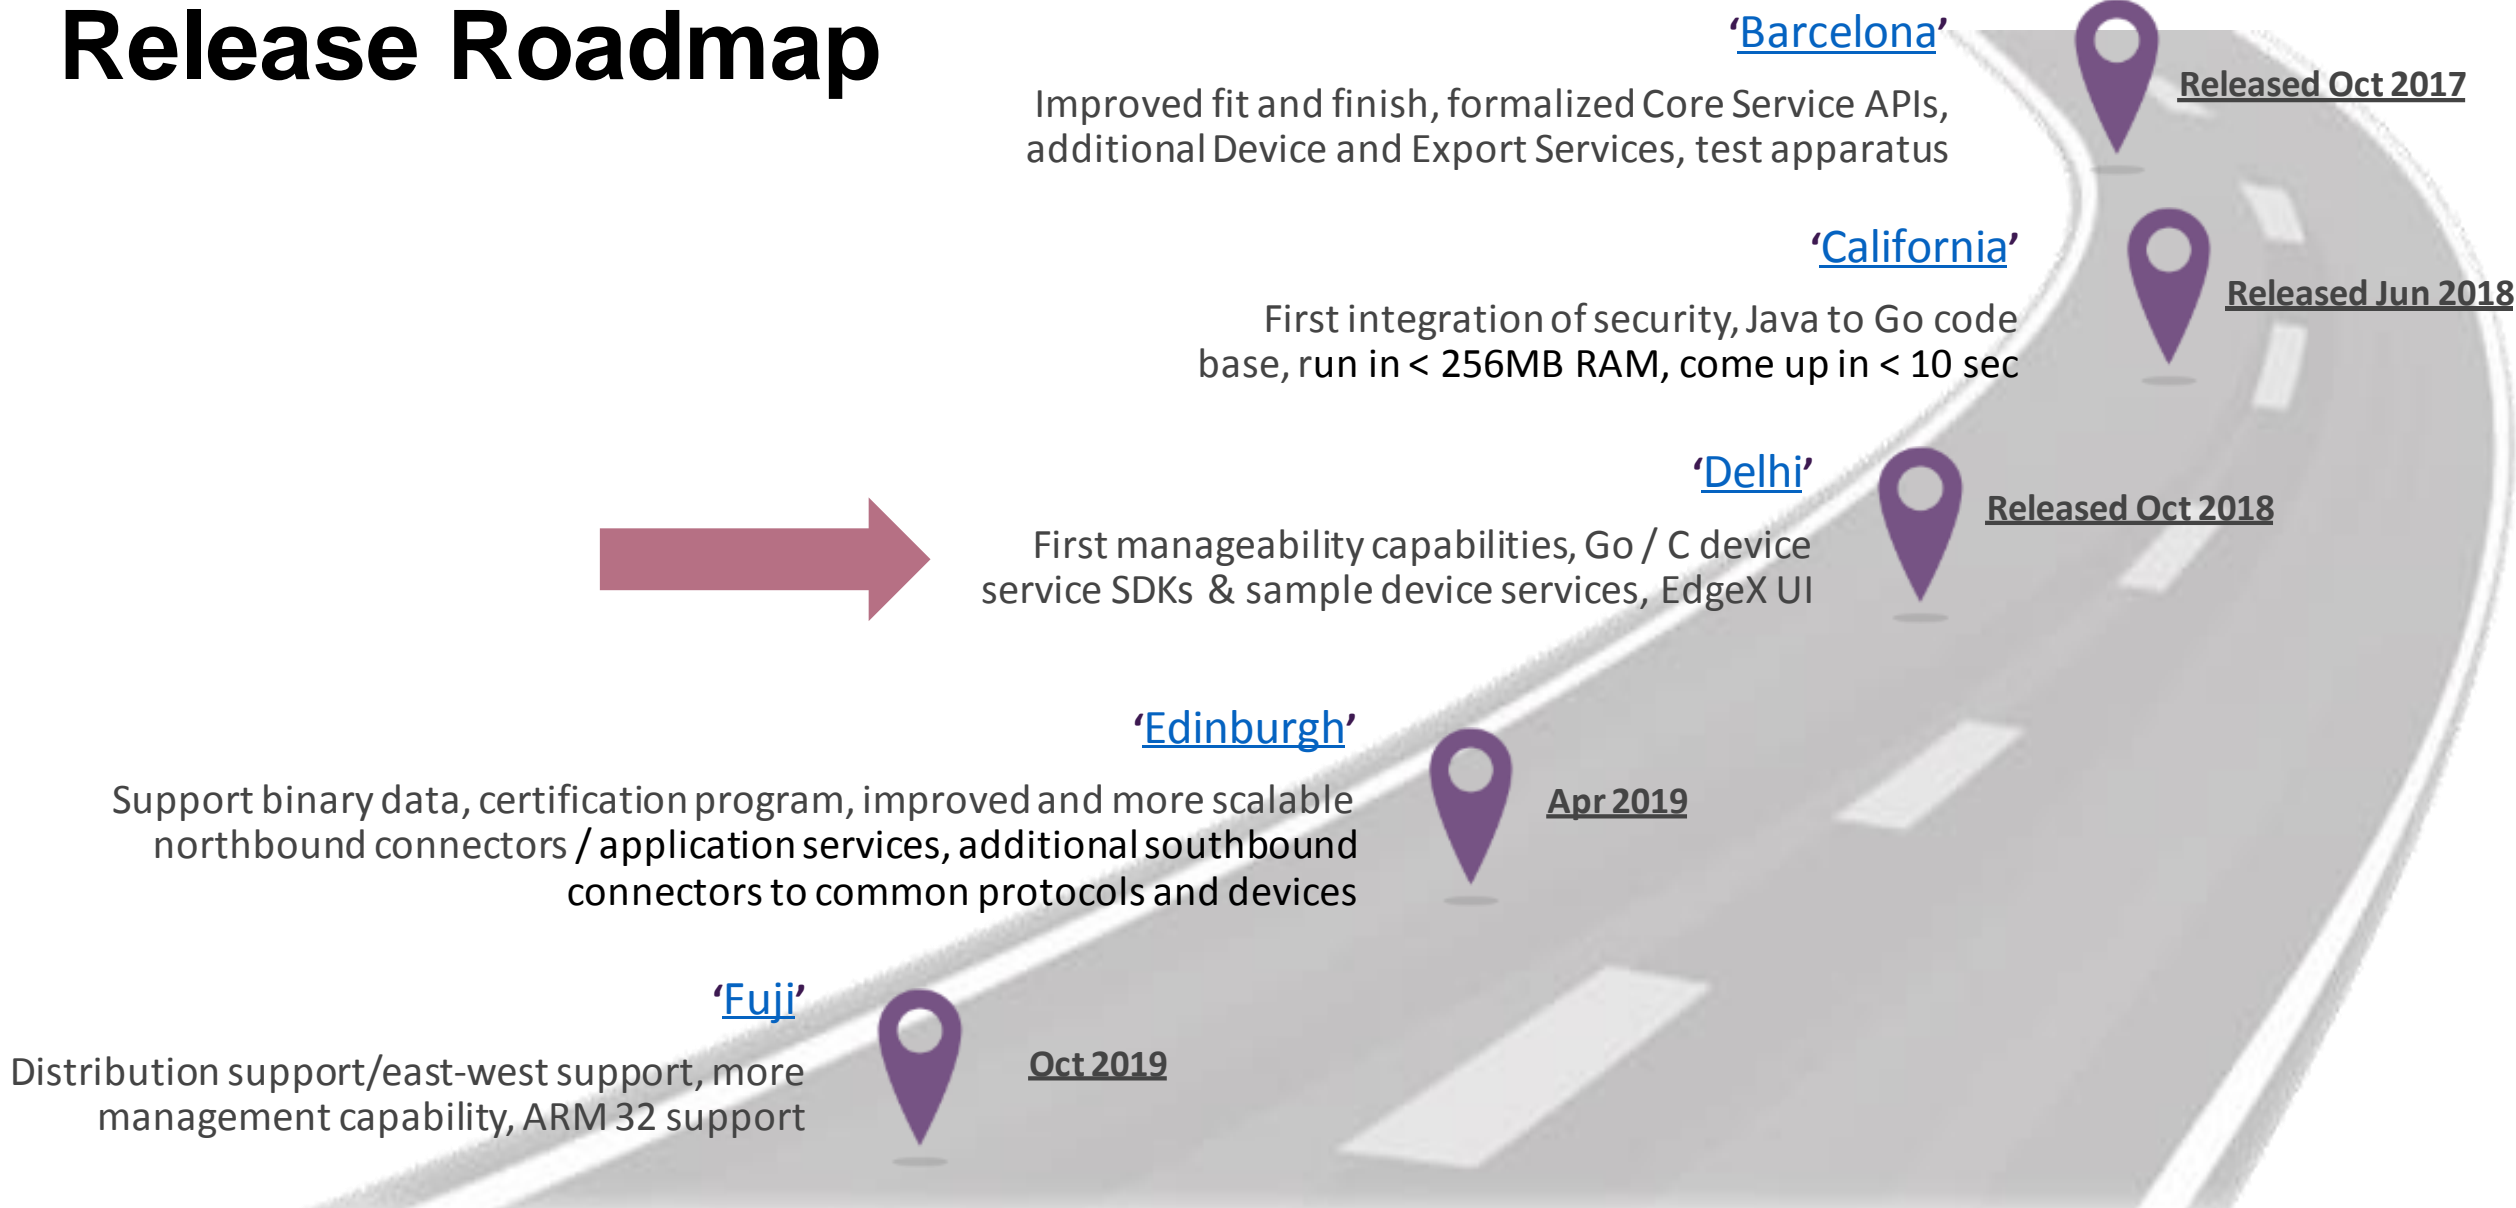 Release Roadmap
‘Barcelona’
Released Oct 2017
Improved fit and finish, formalized Core Service APIs,
additional Device and Export Services, test apparatus
‘California’
Released Jun 2018
First integration of security, Java to Go code
base, run in < 256MB RAM, come up in < 10 sec
‘Delhi’
Released Oct 2018
First manageability capabilities, Go / C device
service SDKs & sample device services, EdgeX UI
‘Edinburgh’
Apr 2019
Support binary data, certification program, improved and more scalable
northbound connectors / application services, additional southbound
connectors to common protocols and devices
‘Fuji’
Oct 2019
Distribution support/east-west support, more
management capability, ARM 32 support